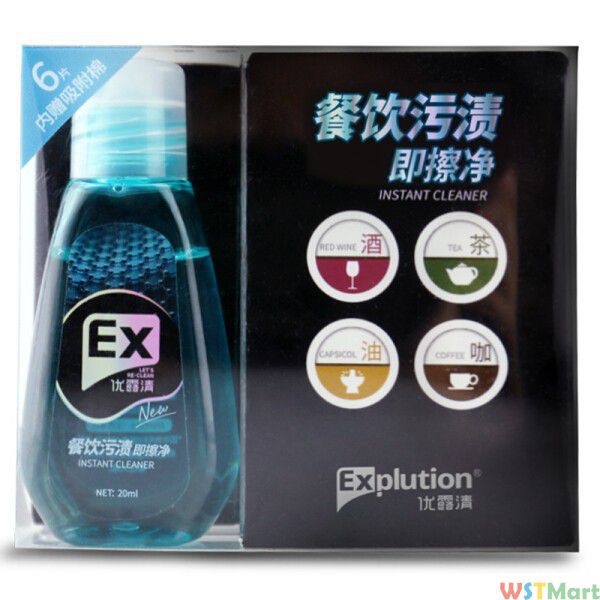 6片
内赠吸附棉
Ex
LET'S
RE-CLEAN
优露清
New
餐饮污渍即擦净
INSTANT CLEANER
NET: 20ml
餐饮污渍
即擦净
INSTANT CLEANER
RED WINE 酒
TEA 茶
CAPSICOL 油
COFFEE 咖
Explution®
优露清
WSTMart